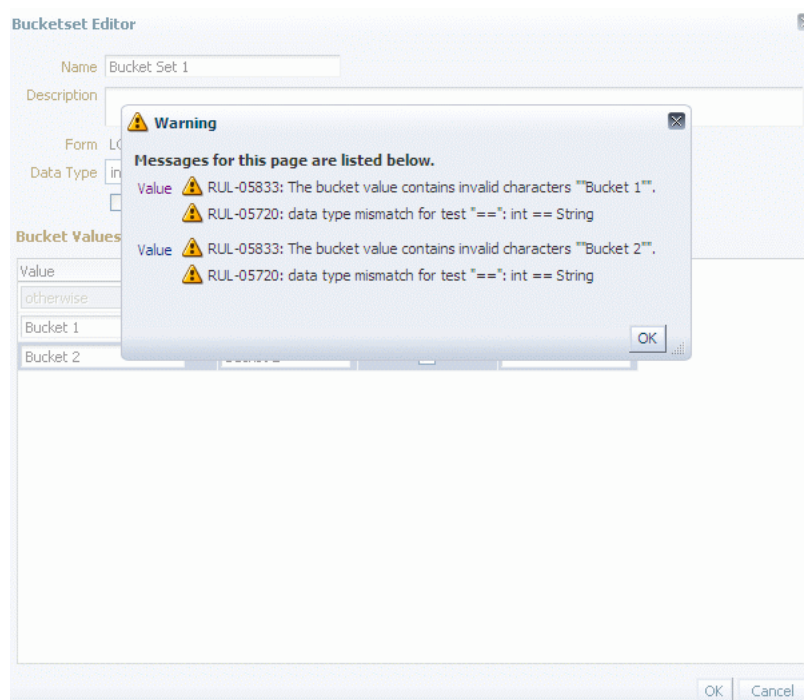 Bucketset Editor
Name Bucket Set 1
Description
Warning
Messages for this page are listed below.
Form
Data Type in
Value RUL-05833: The bucket value contains invalid characters ""Bucket 1"".
RUL-05720: data type mismatch for test "==": int == String
Bucket Values
Value RUL-05833: The bucket value contains invalid characters ""Bucket 2"".
RUL-05720: data type mismatch for test "==": int == String
Value
otherwise
Bucket 1
OK
Bucket 2
OK Cancel